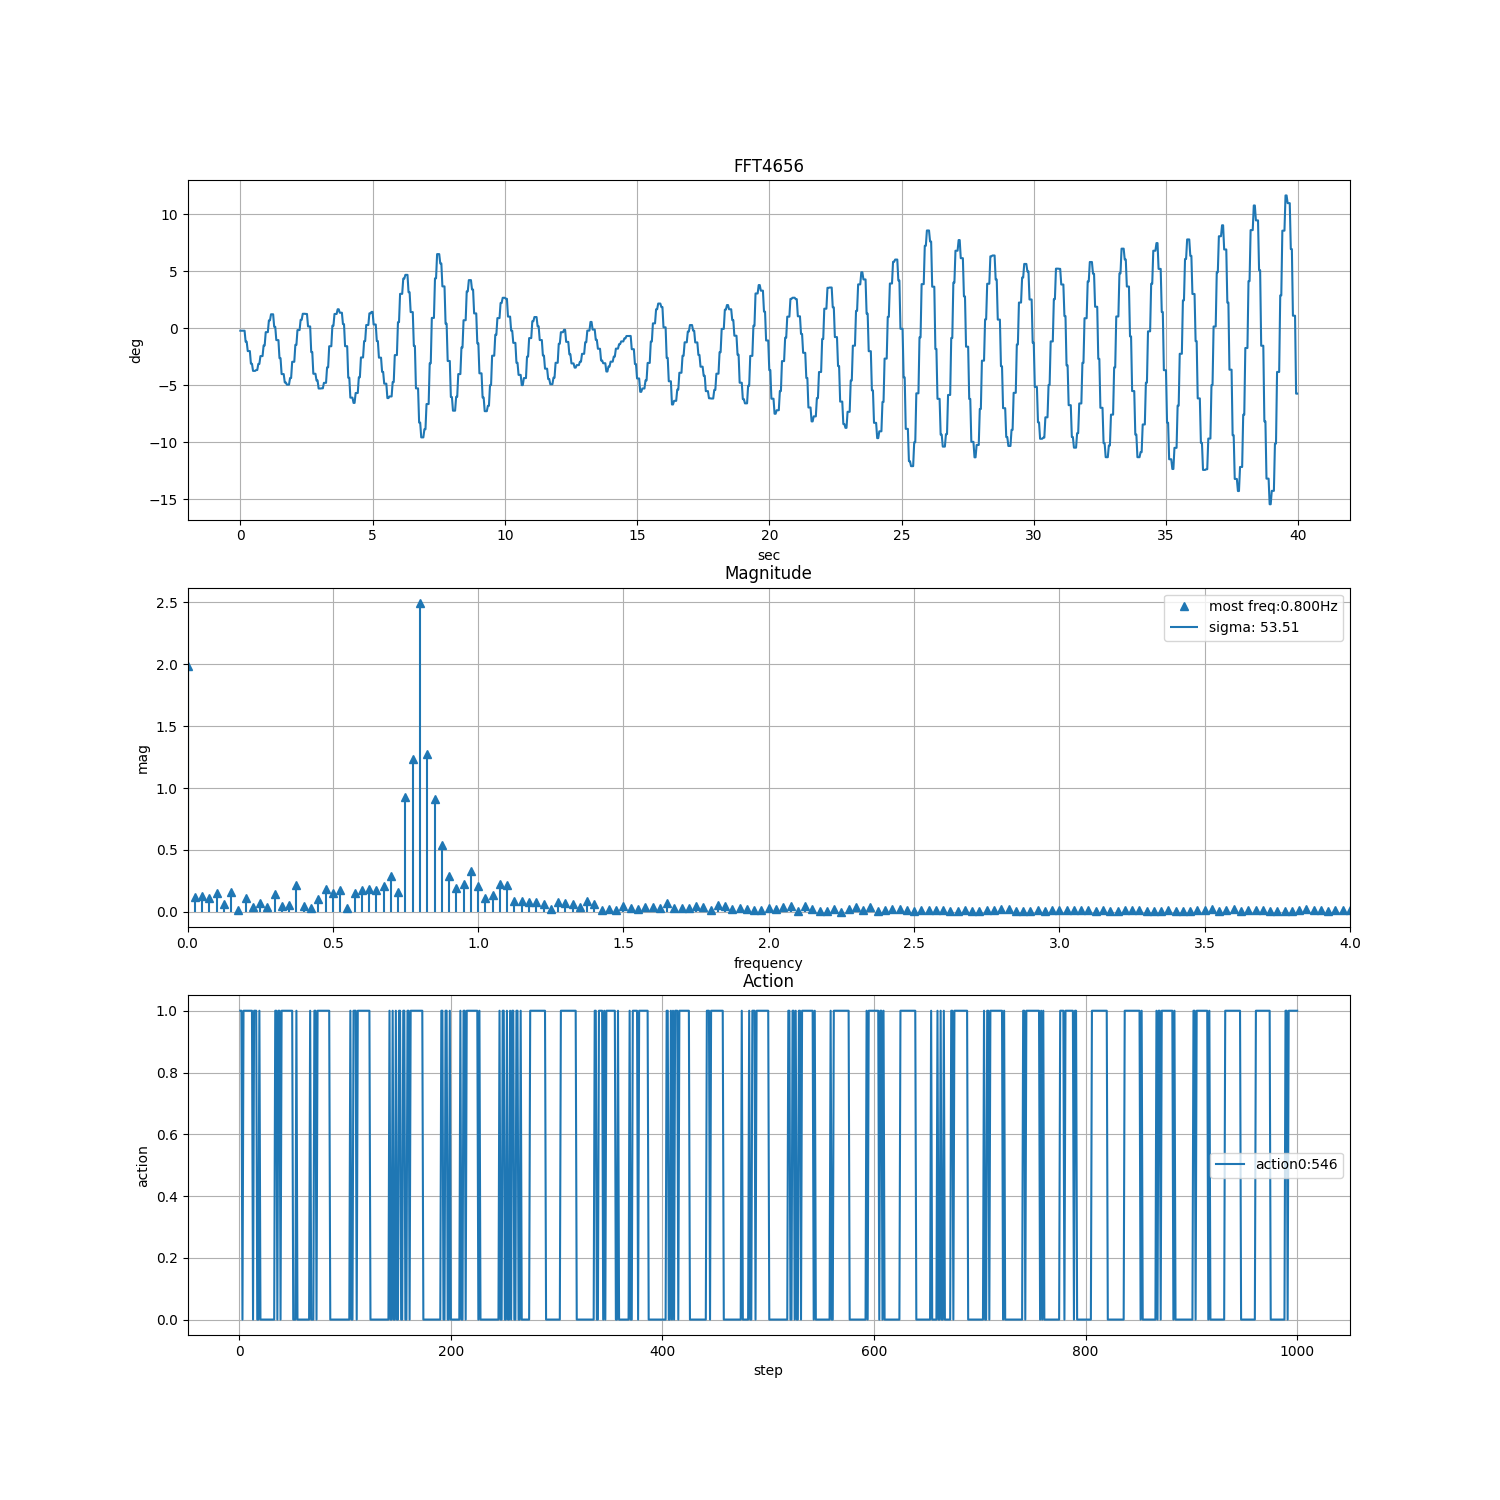 FFT4656
10
5
0
−5
−10
−15
deg
0 5 10 15 20 25 30 35 40
sec
Magnitude
2.5
2.0
1.5
1.0
0.5
0.0
mag
most freq:0.800Hz
sigma: 53.51
0.0 0.5 1.0 1.5 2.0 2.5 3.0 3.5 4.0
frequency
Action
1.0
0.8
0.6
0.4
0.2
0.0
action
action0:546
0 200 400 600 800 1000
step